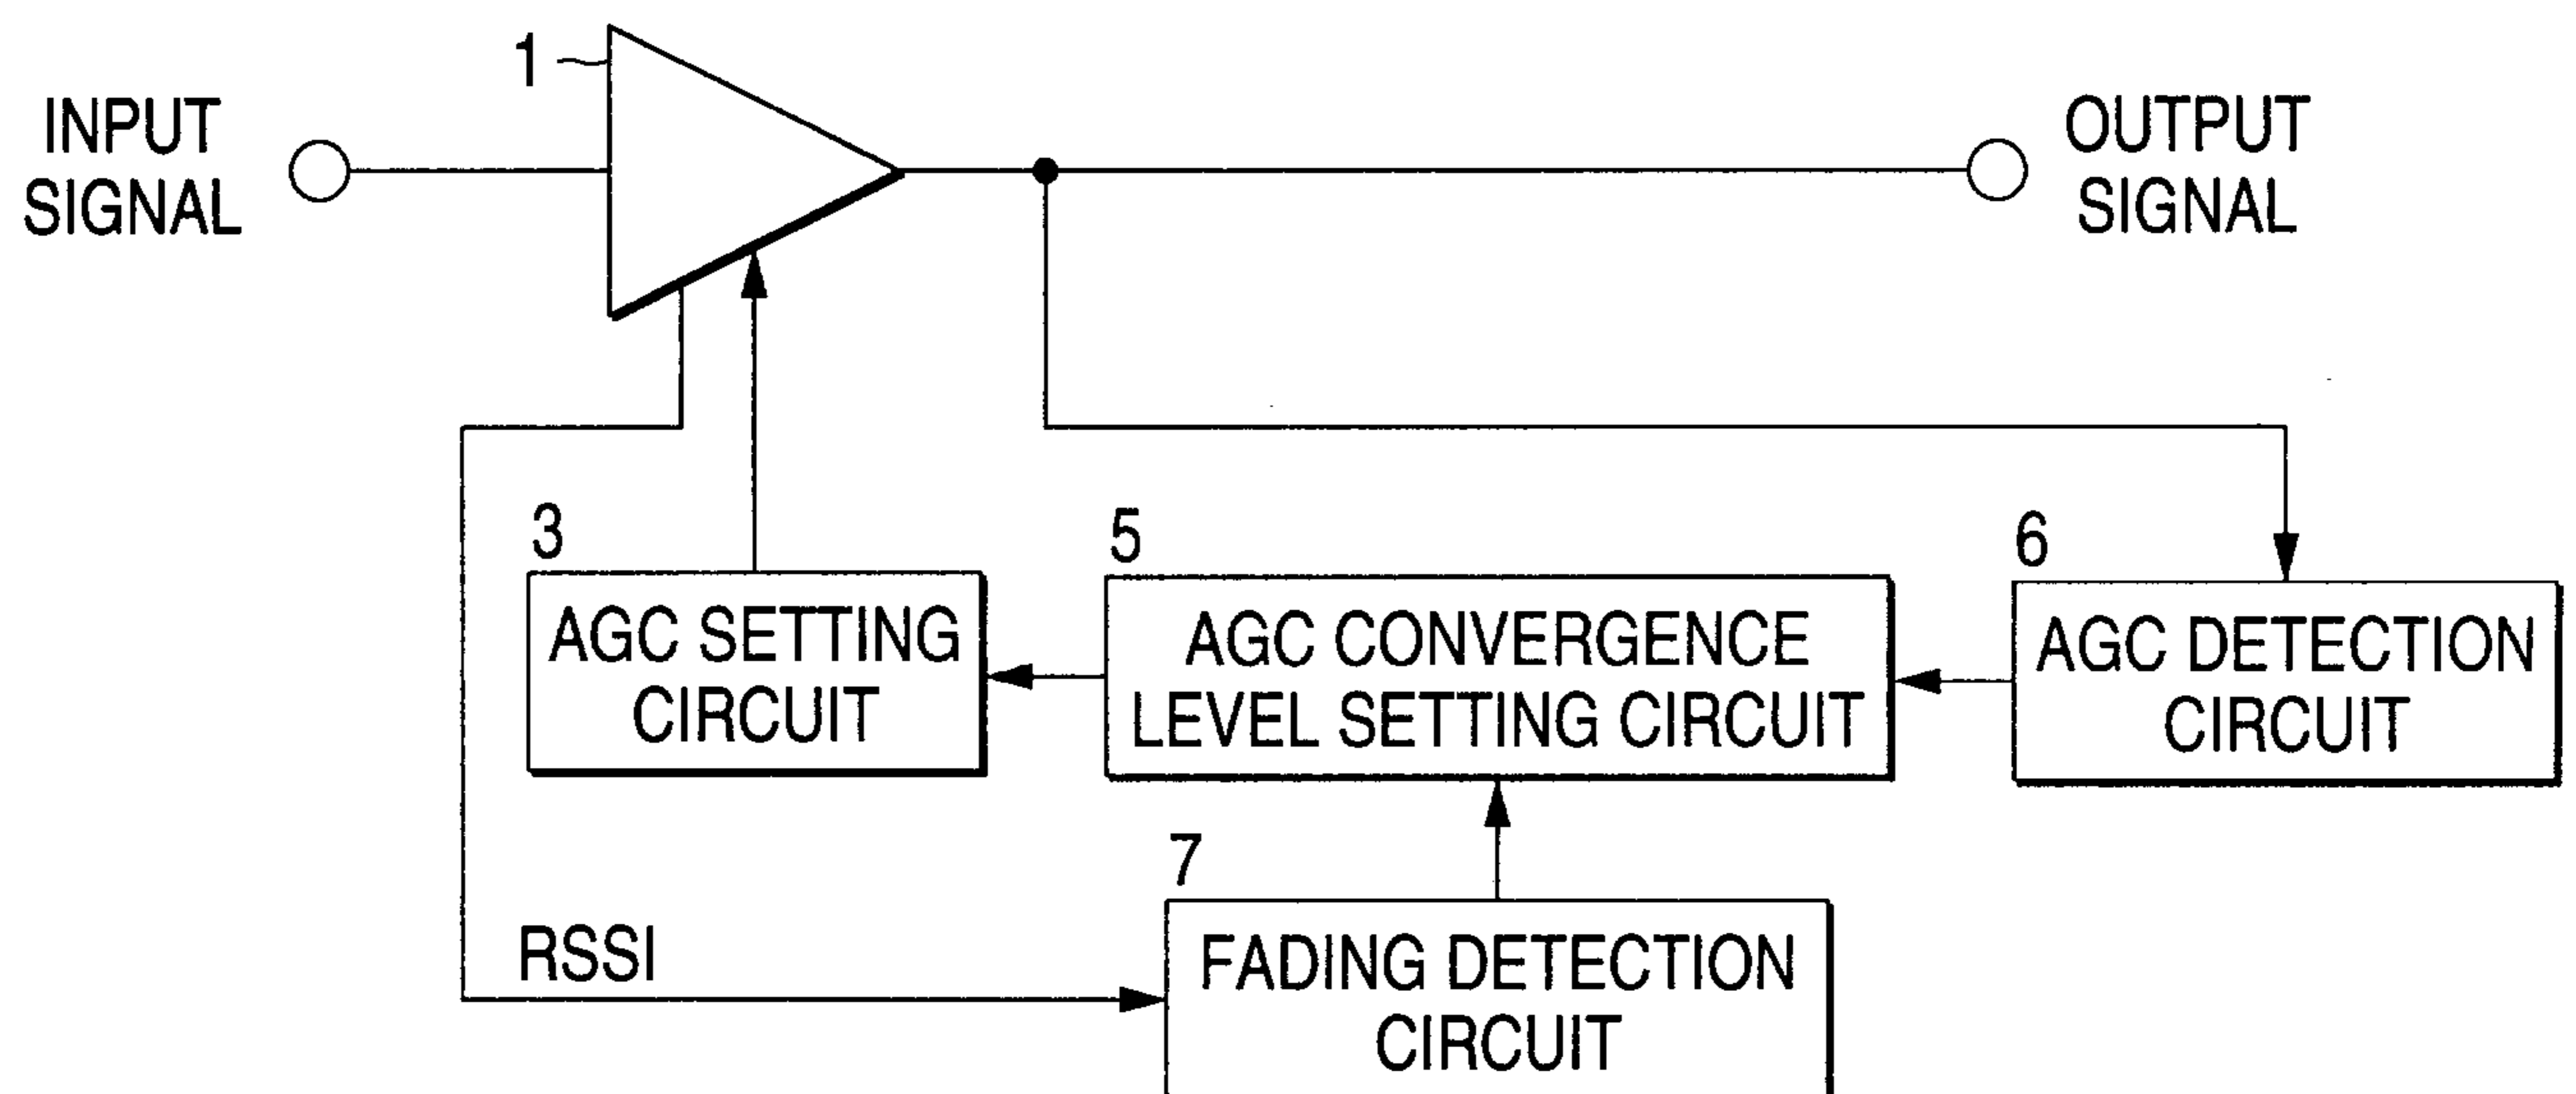 1
INPUT
SIGNAL
OUTPUT
SIGNAL
3
AGC SETTING
CIRCUIT
5
AGC CONVERGENCE
LEVEL SETTING CIRCUIT
6
AGC DETECTION
CIRCUIT
7
RSSI
FADING DETECTION
CIRCUIT